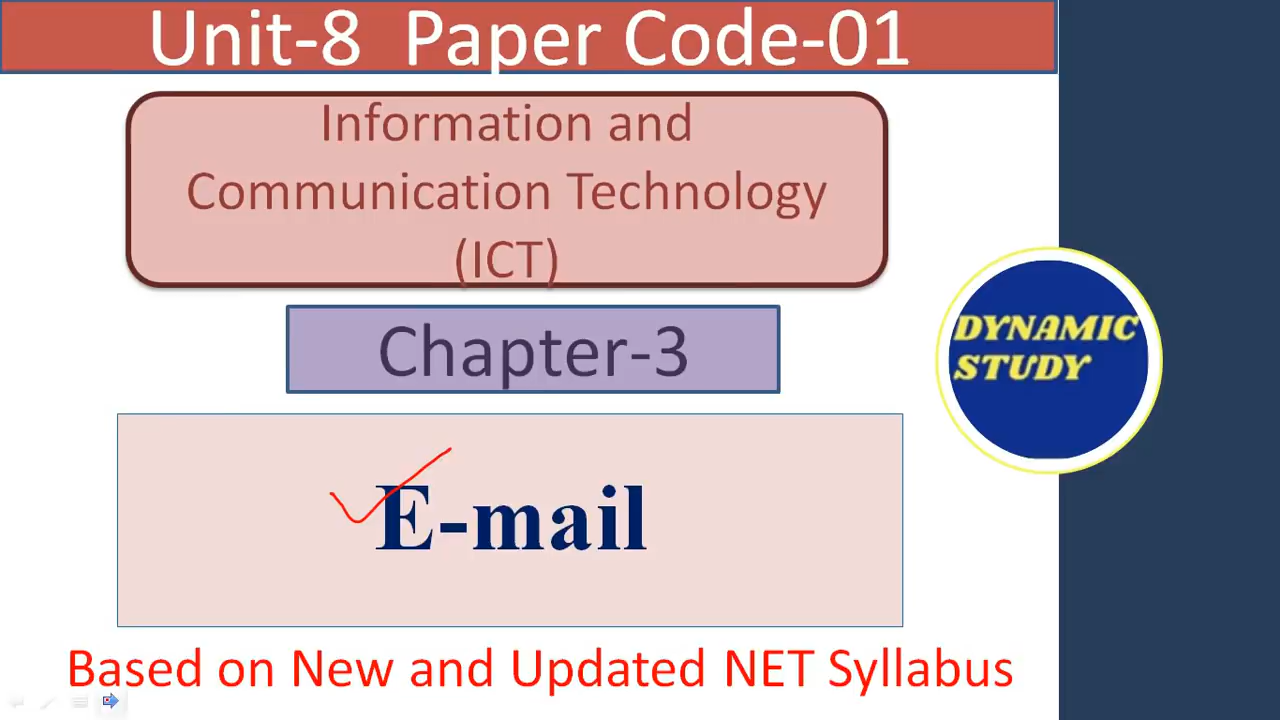 Unit-8 Paper Code-01
Information and
Communication Technology
(ICT)
Chapter-3
DYNAMIC
STUDY
E-mail
Based on New and Updated NET Syllabus